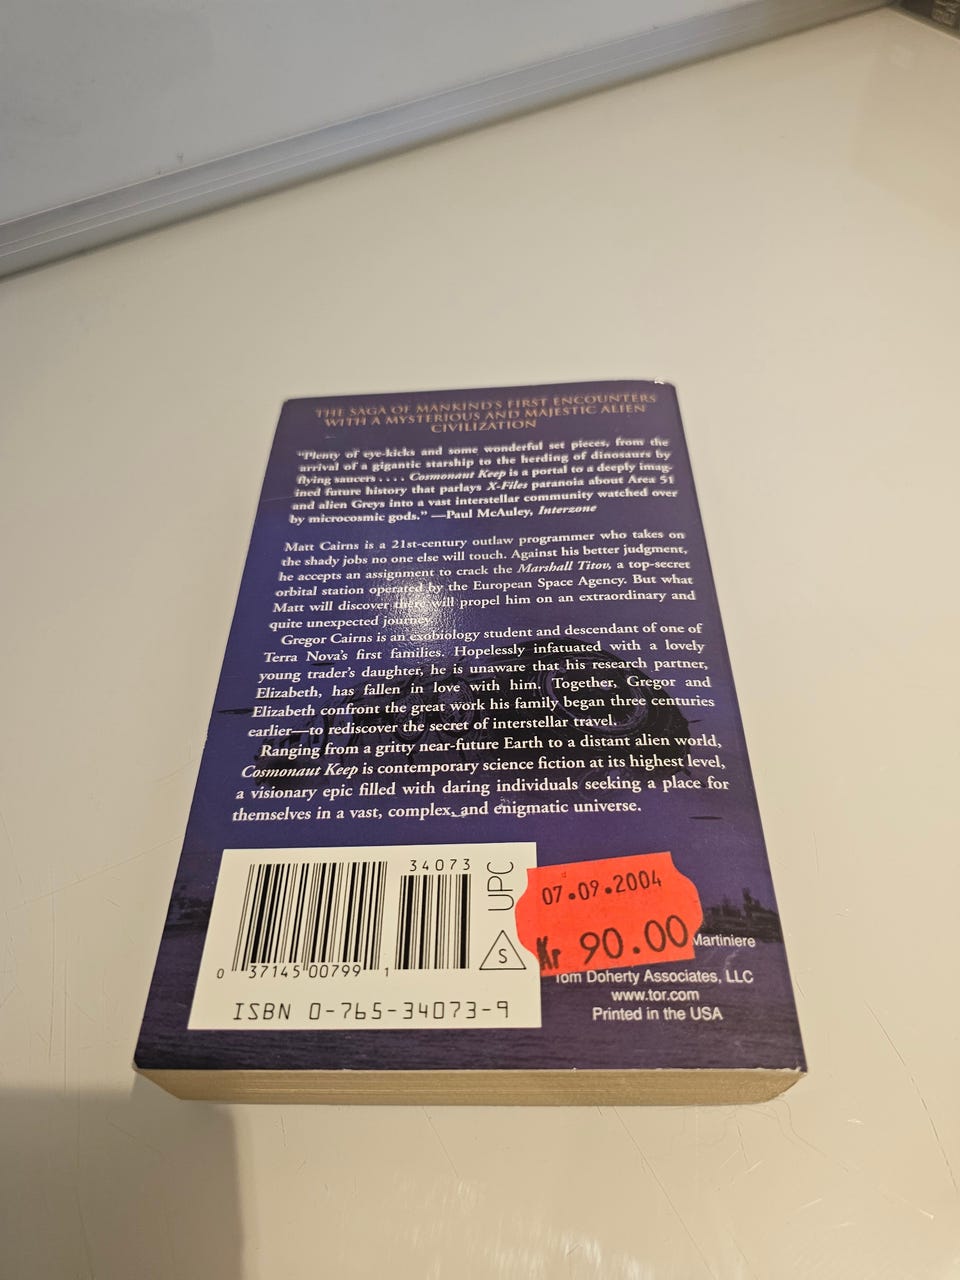 THE SAGA OF MANKIND'S FIRST ENCOUNTERS
WITH A MYSTERIOUS AND MAJESTIC ALIEN
CIVILIZATION
"Plenty of eye-kicks and some wonderful set pieces, from the
arrival of a gigantic starship to the herding of dinosaurs by
flying saucers . . . . Cosmonaut Keep is a portal to a deeply imag-
ined future history that parlays X-Files paranoia about Area 51
and alien Greys into a vast interstellar community watched over
by microcosmic gods." —Paul McAuley, Interzone
Matt Cairns is a 21st-century outlaw programmer who takes on
the shady jobs no one else will touch. Against his better judgment,
he accepts an assignment to crack the Marshall Titov, a top-secret
orbital station operated by the European Space Agency. But what
Matt will discover there will propel him on an extraordinary and
quite unexpected journey.
Gregor Cairns is an exobiology student and descendant of one of
Terra Nova's first families. Hopelessly infatuated with a lovely
young trader's daughter, he is unaware that his research partner,
Elizabeth, has fallen in love with him. Together, Gregor and
Elizabeth confront the great work his family began three centuries
earlier—to rediscover the secret of interstellar travel.
Ranging from a gritty near-future Earth to a distant alien world,
Cosmonaut Keep is contemporary science fiction at its highest level,
a visionary epic filled with daring individuals seeking a place for
themselves in a vast, complex, and enigmatic universe.
34073
UPC
S
0 37145 00799 1
ISBN 0-765-34073-9
07.09.2004
Kr 90.00
Martiniere
Tom Doherty Associates, LLC
www.tor.com
Printed in the USA